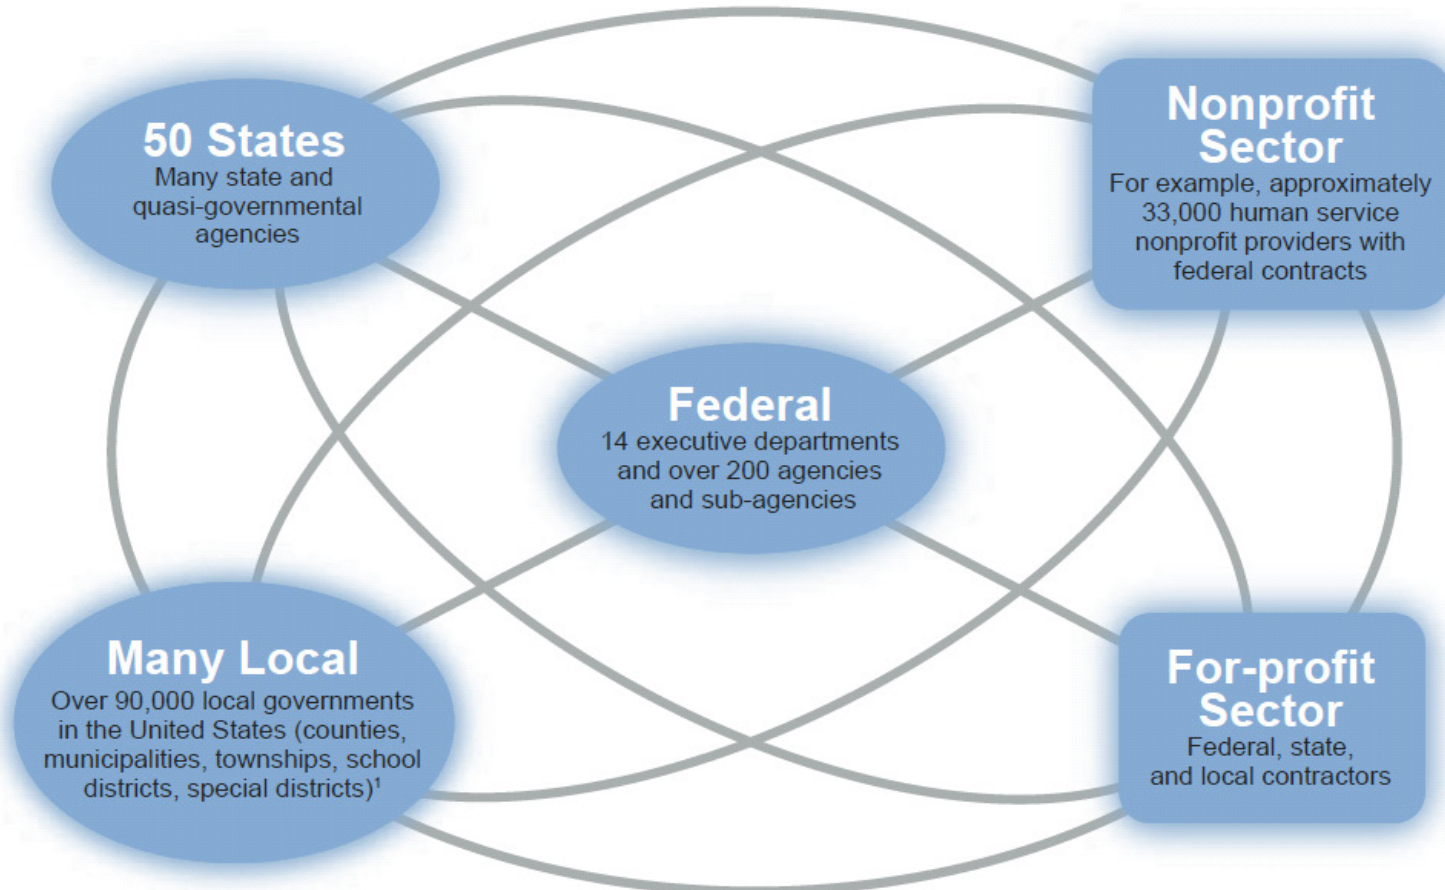 50 States
Many state and
quasi-governmental
agencies
Nonprofit
Sector
For example, approximately
33,000 human service
nonprofit providers with
federal contracts
Federal
14 executive departments
and over 200 agencies
and sub-agencies
Many Local
Over 90,000 local governments
in the United States (counties,
municipalities, townships, school
districts, special districts)¹
For-profit
Sector
Federal, state,
and local contractors